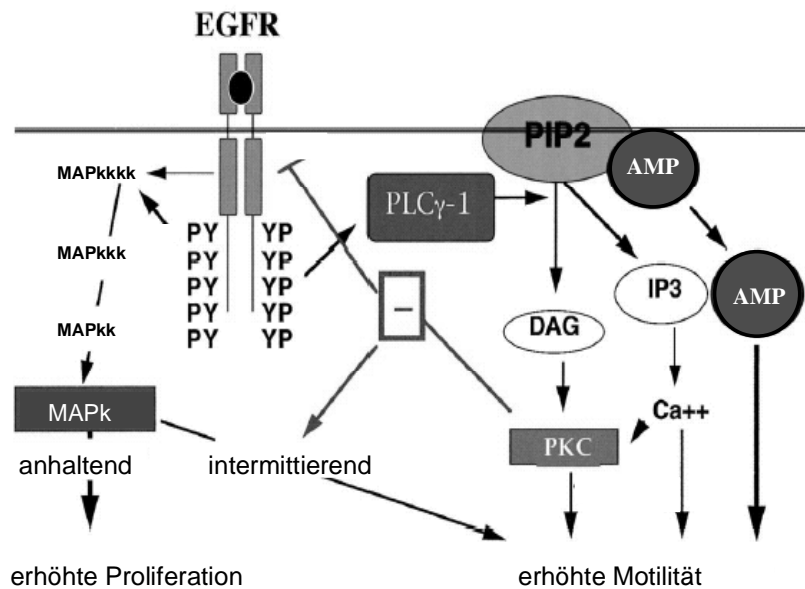 EGFR
PIP2
AMP
MAPkkkk
PLCγ-1
PY YP
PY YP
PY YP
PY YP
PY YP
MAPkkk
IP3
AMP
–
DAG
MAPkk
MAPk
Ca++
PKC
anhaltend
intermittierend
erhöhte Proliferation
erhöhte Motilität